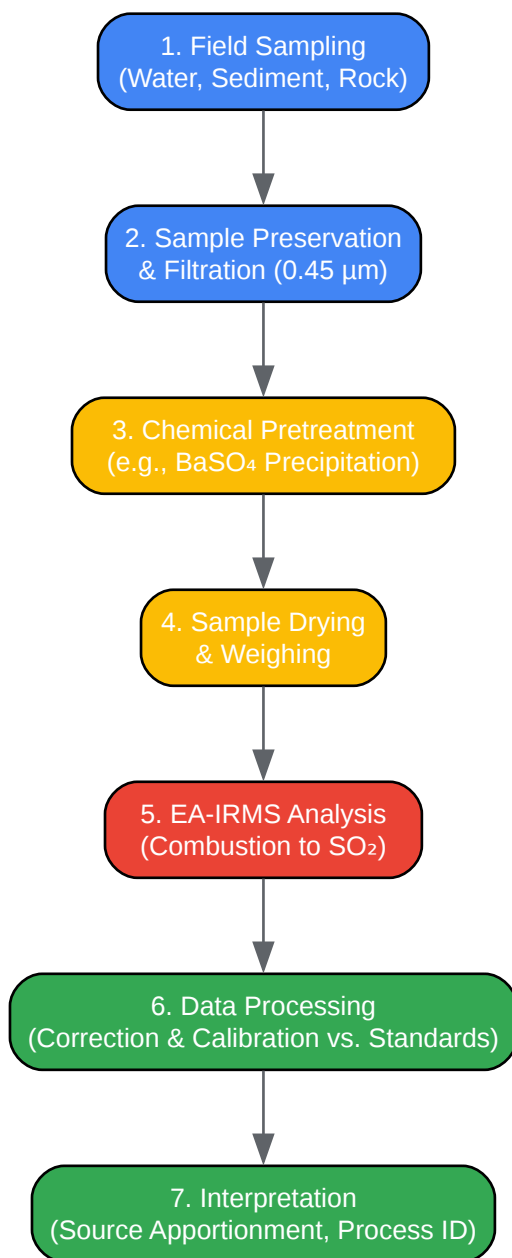 1. Field Sampling
(Water, Sediment, Rock)
2. Sample Preservation
& Filtration (0.45 µm)
3. Chemical Pretreatment
(e.g., BaSO₄ Precipitation)
4. Sample Drying
& Weighing
5. EA-IRMS Analysis
(Combustion to SO₂)
6. Data Processing
(Correction & Calibration vs. Standards)
7. Interpretation
(Source Apportionment, Process ID)